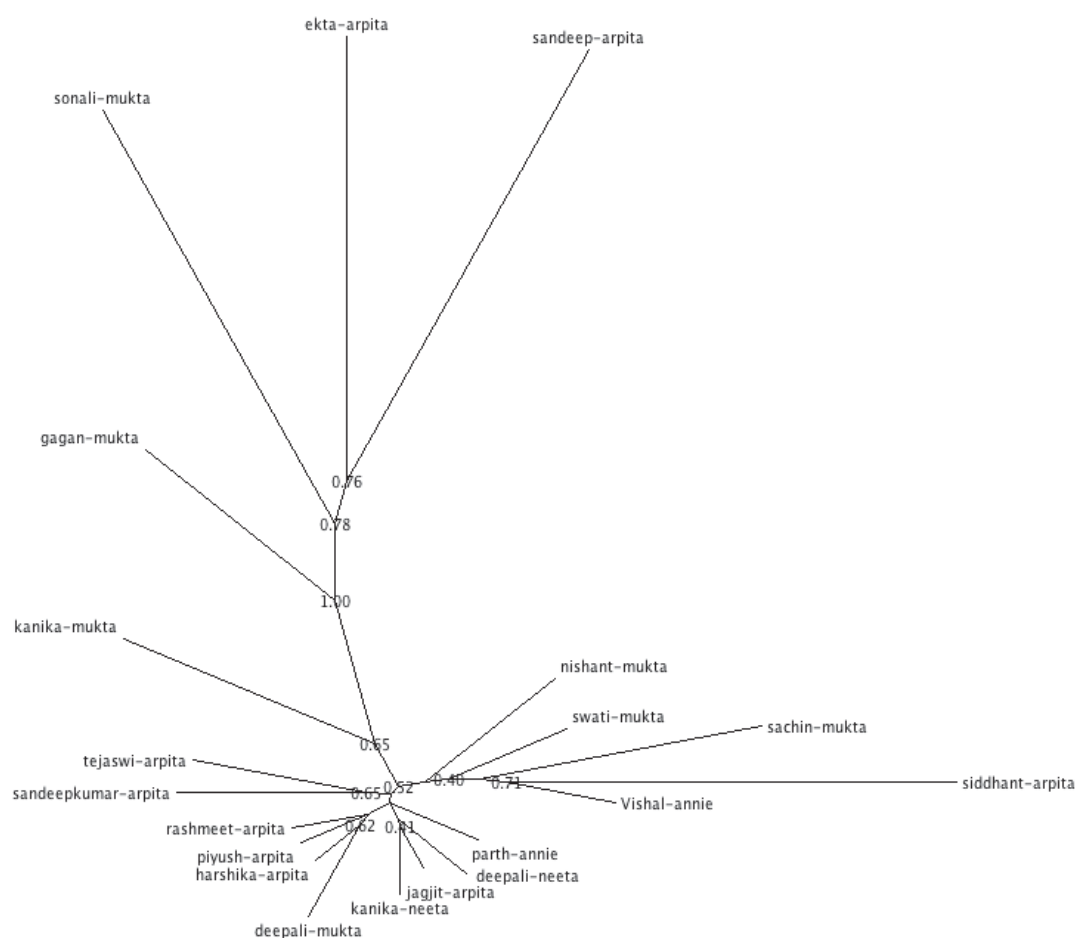 ekta-arpita
sandeep-arpita
sonali-mukta
gagan-mukta
0.76
0.78
1.00
kanika-mukta
nishant-mukta
swati-mukta
sachin-mukta
0.65
tejaswi-arpita
0.52
0.40
0.71
siddhant-arpita
sandeepkumar-arpita
0.65
Vishal-annie
rashmeet-arpita
0.62
0.41
piyush-arpita
parth-annie
harshika-arpita
deepali-neeta
jagjit-arpita
kanika-neeta
deepali-mukta